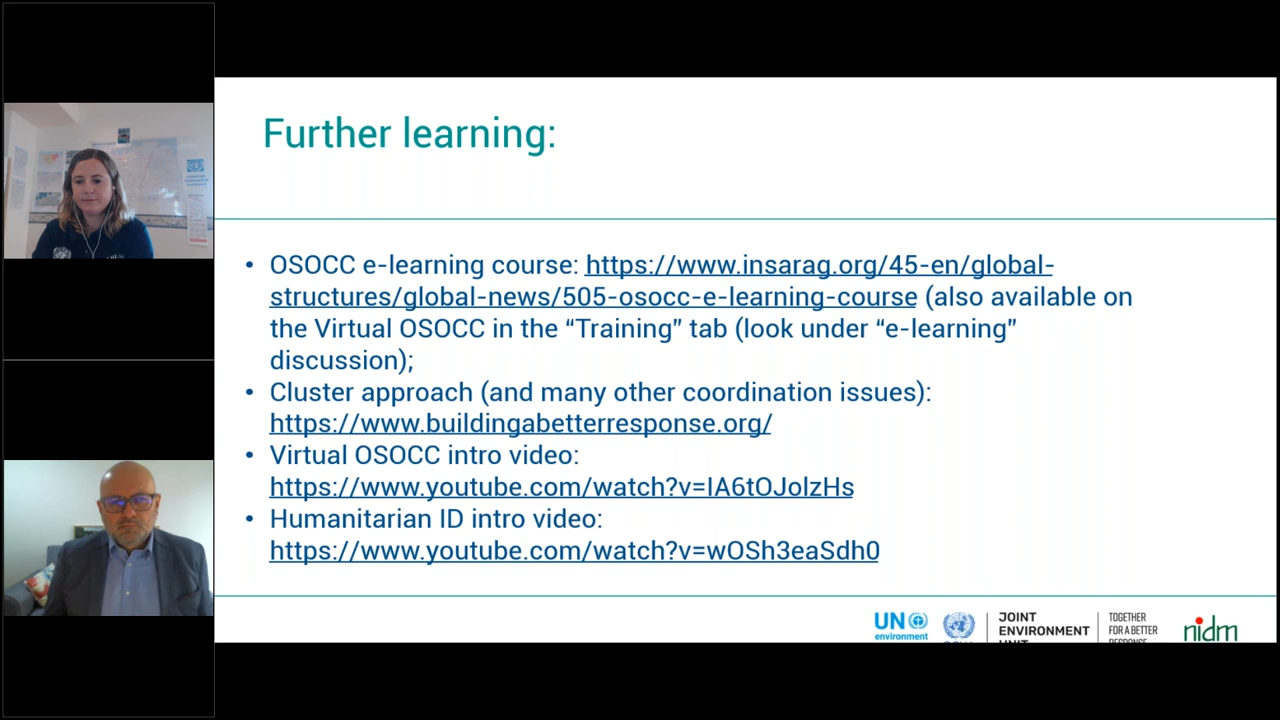 Further learning:
• OSOCC e-learning course: https://www.insarag.org/45-en/global-
structures/global-news/505-osocc-e-learning-course (also available on
the Virtual OSOCC in the “Training” tab (look under “e-learning”
discussion);
• Cluster approach (and many other coordination issues):
https://www.buildingabetterresponse.org/
• Virtual OSOCC intro video:
https://www.youtube.com/watch?v=IA6tOJolzHs
• Humanitarian ID intro video:
https://www.youtube.com/watch?v=wOSh3eaSdh0
UN
environment
JOINT
ENVIRONMENT
UNIT
TOGETHER
FOR A BETTER
RESPONSE
nidm